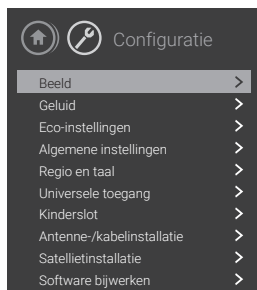 Configuratie
Beeld
Geluid
Eco-instellingen
Algemene instellingen
Regio en taal
Universele toegang
Kinderslot
Antenne-/kabelinstallatie
Satellietinstallatie
Software bijwerken